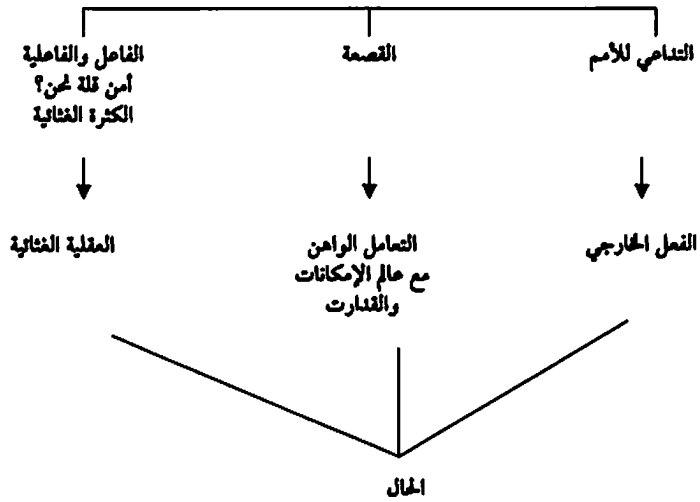 التداعي للأمم
القصعة
الفاعل والفاعلية
أمن قلة نحن؟
الكثرة الغثائية
الفعل الخارجي
التعامل الواهن
مع عالم الإمكانات
والقدارت
العقلية الغثائية
الحال